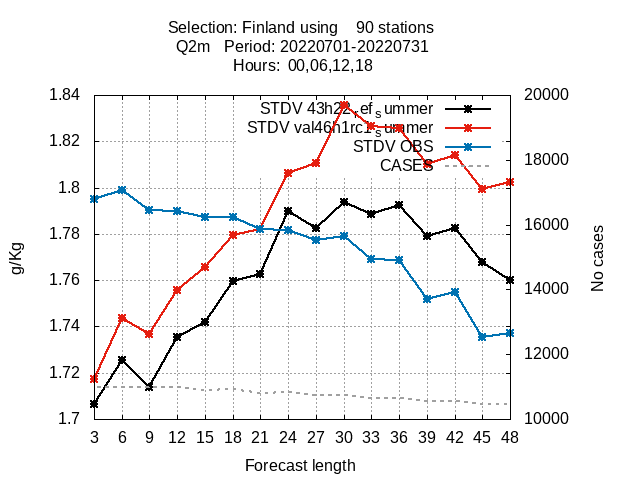 Selection: Finland using    90 stations
Q2m   Period: 20220701-20220731
Hours:  00,06,12,18
1.84
1.82
1.8
1.78
1.76
1.74
1.72
1.7
g/Kg
STDV 43h22_ref_summer
STDV val46h1rc1_summer
STDV OBS
CASES
20000
18000
16000
14000
12000
10000
No cases
3 6 9 12 15 18 21 24 27 30 33 36 39 42 45 48
Forecast length